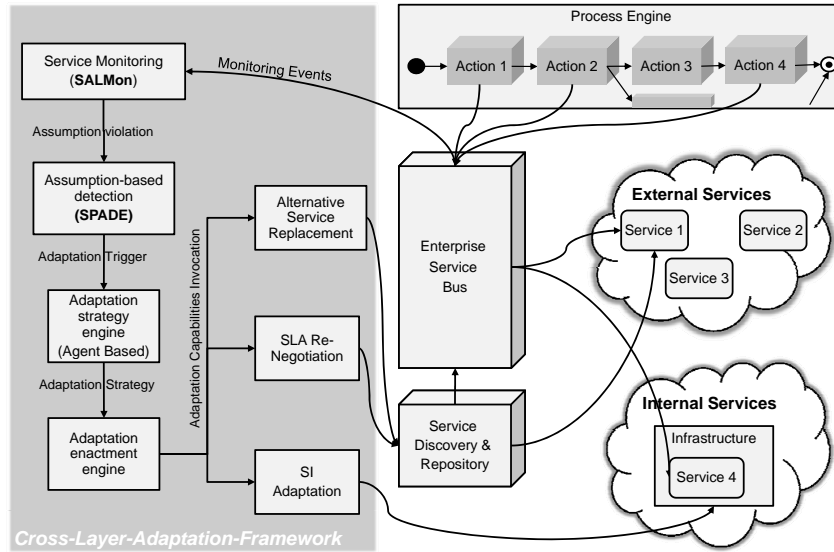 Process Engine
Action 1
Action 2
Action 3
Action 4
Service Monitoring
(SALMon)
Monitoring Events
Assumption violation
Assumption-based
detection
(SPADE)
Adaptation Trigger
Adaptation
strategy
engine
(Agent Based)
Adaptation Strategy
Adaptation
enactment
engine
Adaptation Capabilities Invocation
Alternative
Service
Replacement
SLA Re-
Negotiation
SI
Adaptation
Cross-Layer-Adaptation-Framework
Enterprise
Service
Bus
Service
Discovery &
Repository
External Services
Service 1
Service 2
Service 3
Internal Services
Infrastructure
Service 4